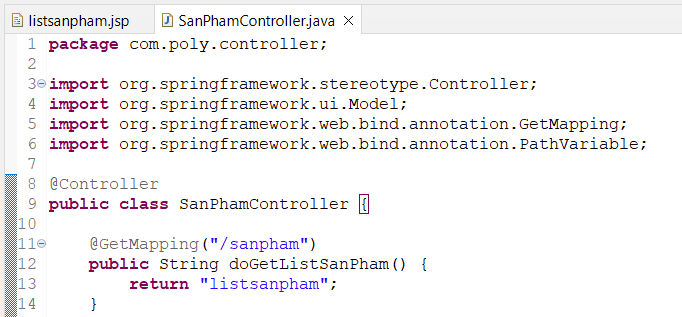 listsanpham.jsp SanPhamController.java
1 package com.poly.controller;
2
3 import org.springframework.stereotype.Controller;
4 import org.springframework.ui.Model;
5 import org.springframework.web.bind.annotation.GetMapping;
6 import org.springframework.web.bind.annotation.PathVariable;
7
8 @Controller
9 public class SanPhamController {
10
11 @GetMapping("/sanpham")
12 public String doGetListSanPham() {
13 return "listsanpham";
14 }